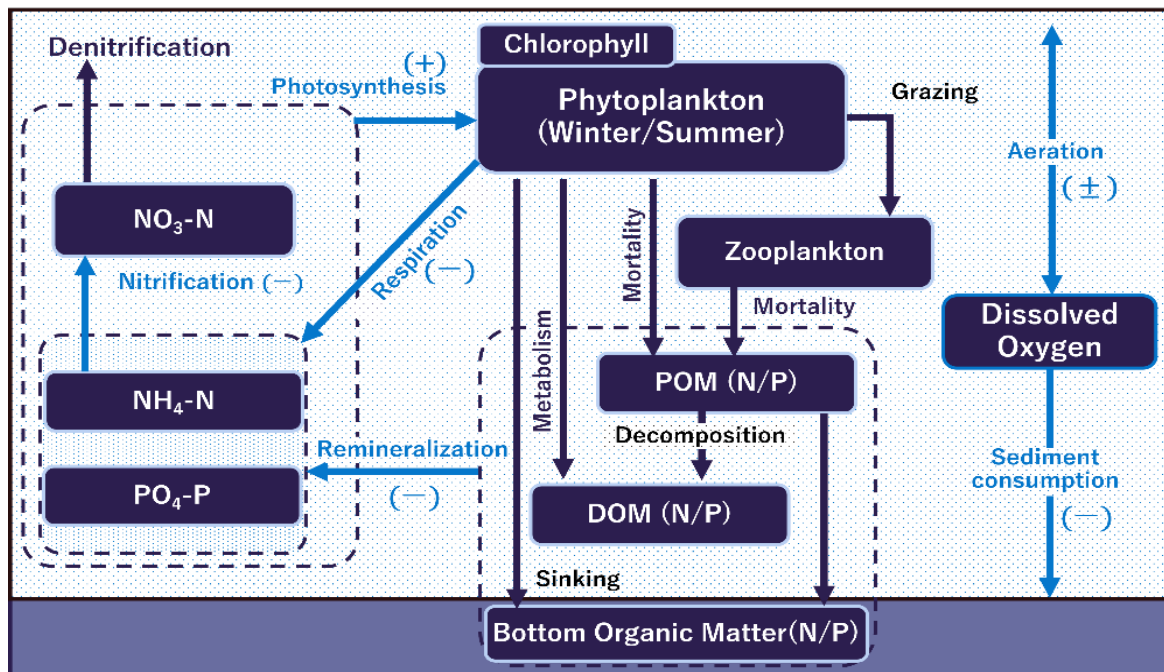 Denitrification
Chlorophyll
(+)
Photosynthesis
Phytoplankton
(Winter/Summer)
Grazing
Aeration
(±)
NO₃-N
Nitrification (−)
Respiration
(−)
Mortality
Zooplankton
Mortality
Metabolism
Dissolved
Oxygen
NH₄-N
POM (N/P)
Decomposition
Remineralization
(−)
PO₄-P
DOM (N/P)
Sediment
consumption
(−)
Sinking
Bottom Organic Matter(N/P)